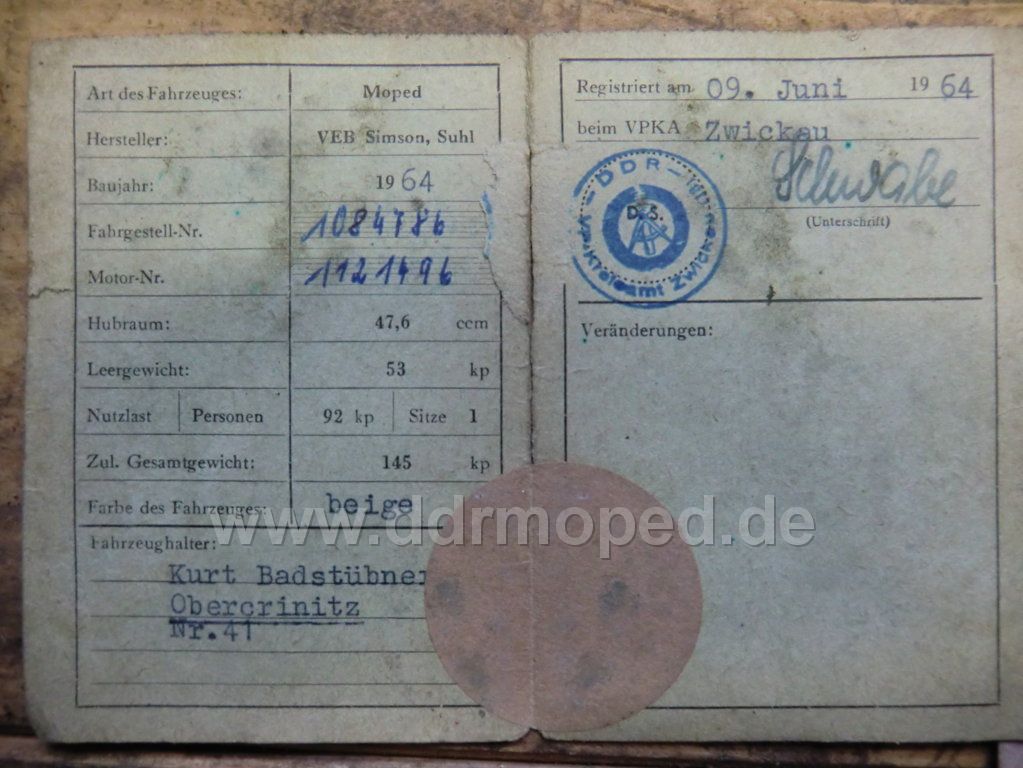 Art des Fahrzeuges: Moped
Hersteller: VEB Simson, Suhl
Baujahr: 1964
Fahrgestell-Nr. 1084786
Motor-Nr. 1121496
Hubraum: 47,6 ccm
Leergewicht: 53 kp
Nutzlast Personen 92 kp Sitze 1
Zul. Gesamtgewicht: 145 kp
Farbe des Fahrzeuges: beige
Fahrzeughalter:
Kurt Badstübner
Obercrinitz
Nr.41
Registriert am 09. Juni 1964
beim VPKA Zwickau
Schwabe
(Unterschrift)
DDR
D.S.
Kreisamt Zwickau
Veränderungen:
www.ddrmoped.de